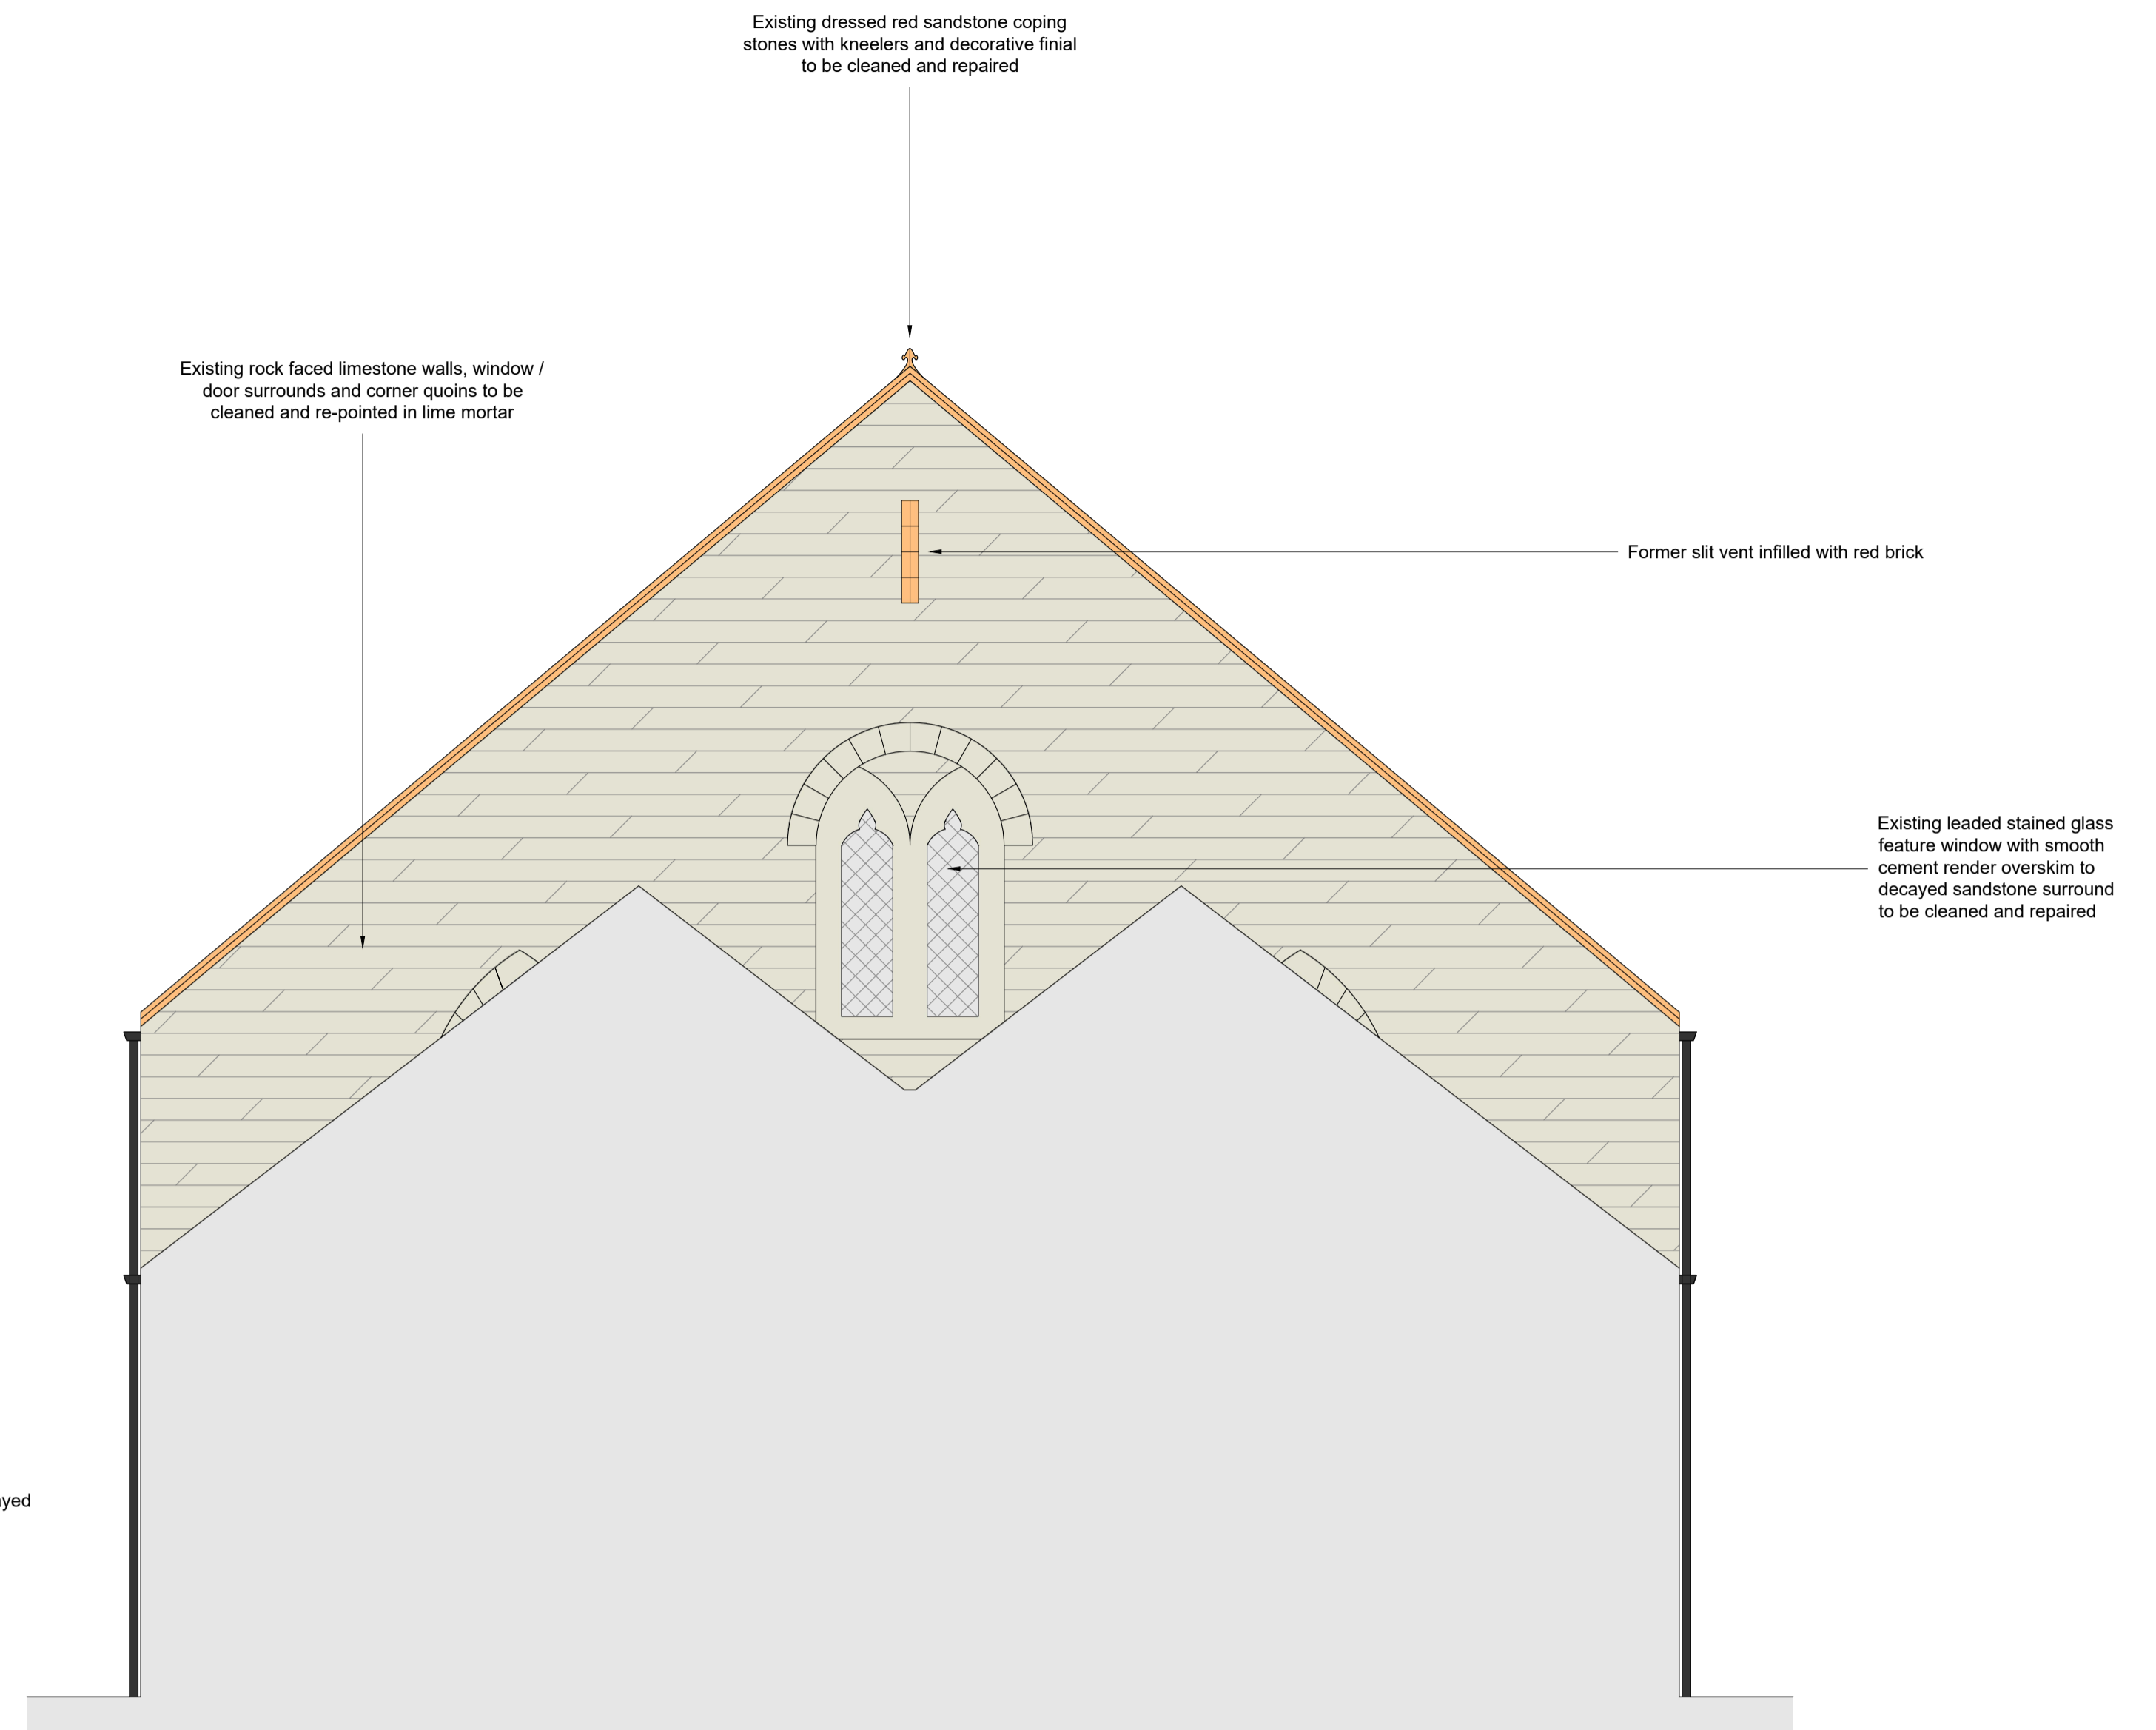 Existing dressed red sandstone coping
stones with kneelers and decorative finial
to be cleaned and repaired
Existing rock faced limestone walls, window /
door surrounds and corner quoins to be
cleaned and re-pointed in lime mortar
Former slit vent infilled with red brick
Existing leaded stained glass
feature window with smooth
cement render overskim to
decayed sandstone surround
to be cleaned and repaired